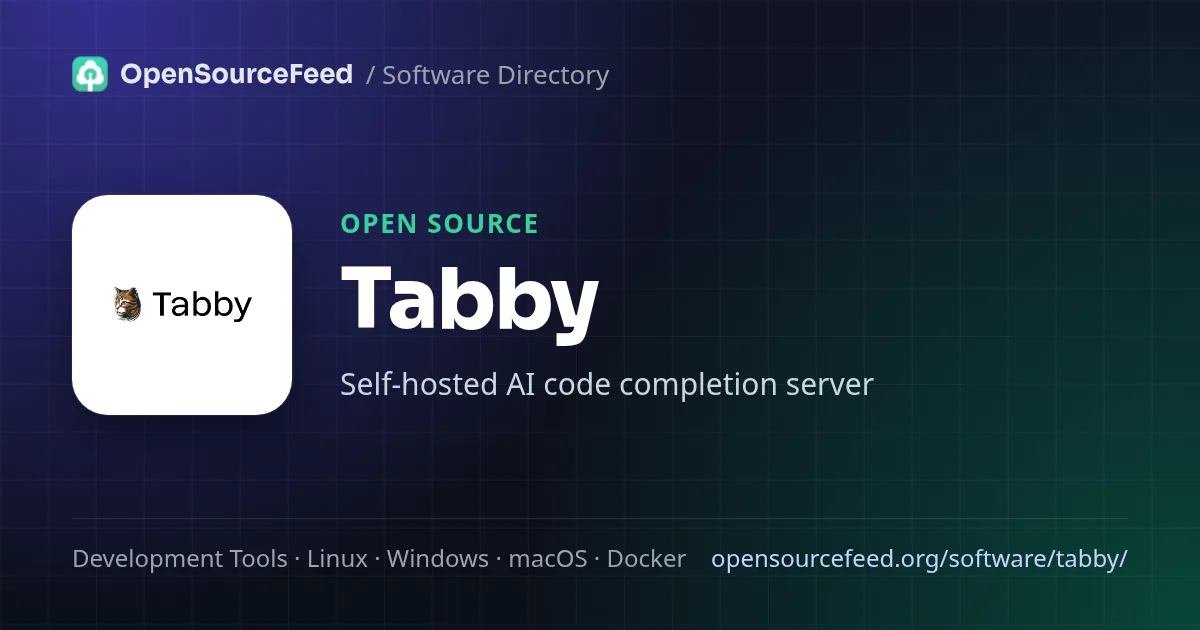 OpenSourceFeed / Software Directory
Tabby
OPEN SOURCE
Tabby
Self-hosted AI code completion server
Development Tools · Linux · Windows · macOS · Docker opensourcefeed.org/software/tabby/